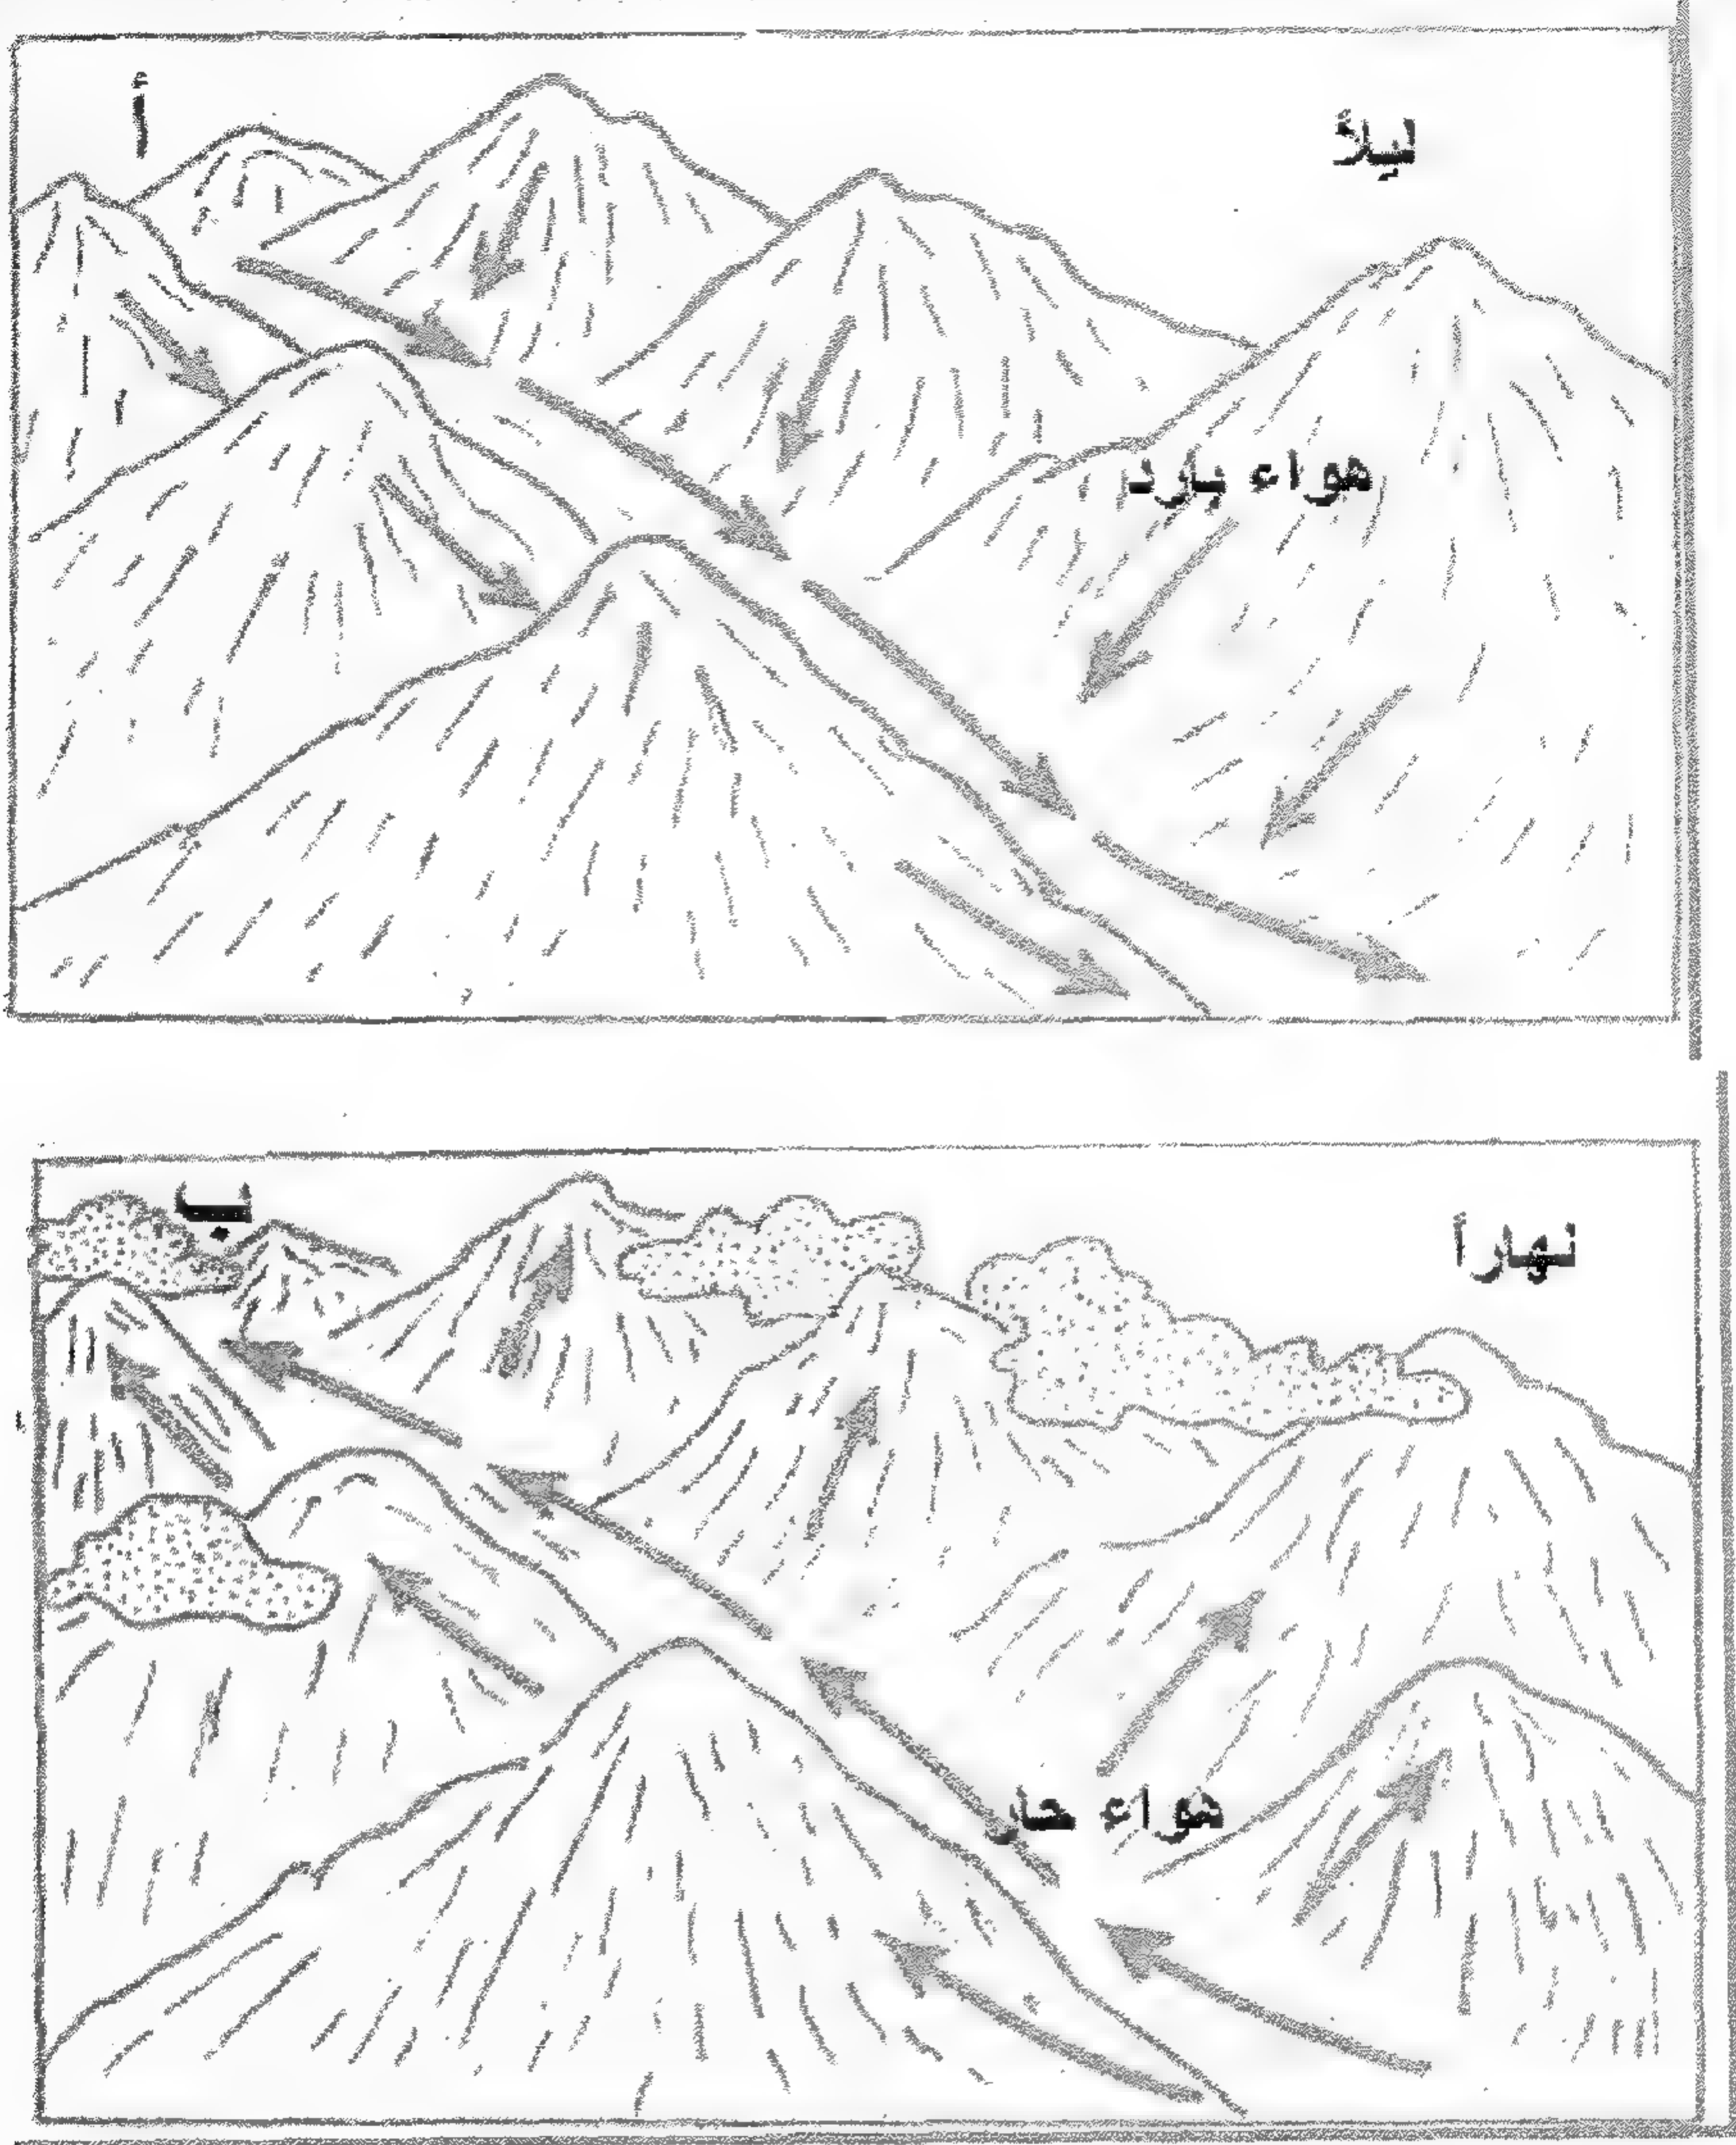 أ
ليلاً
هواء بارد
ب
نهاراً
هواء حار